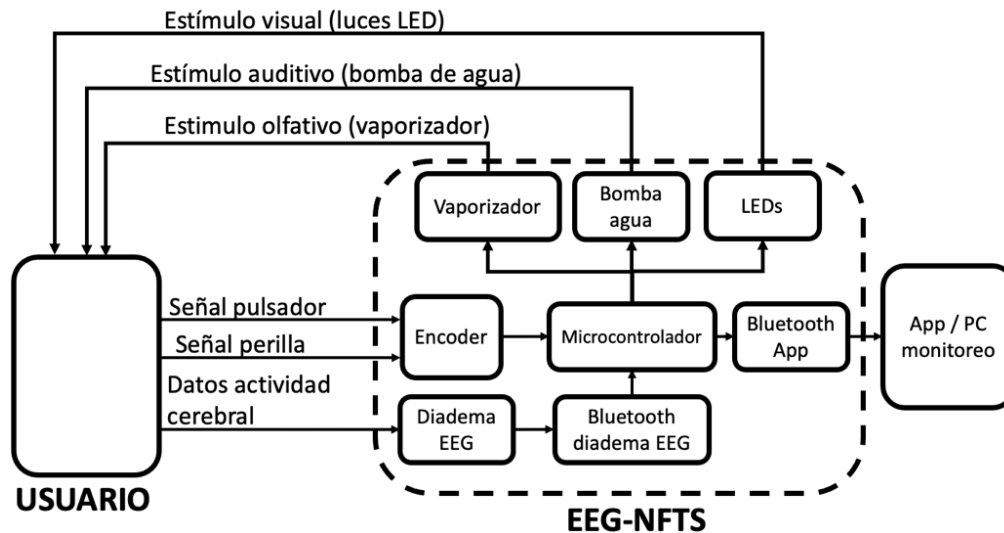 Estímulo visual (luces LED)
Estímulo auditivo (bomba de agua)
Estimulo olfativo (vaporizador)
Vaporizador
Bomba
agua
LEDs
Señal pulsador
Señal perilla
Datos actividad
cerebral
Encoder
Microcontrolador
Bluetooth
App
App / PC
monitoreo
Diadema
EEG
Bluetooth
diadema EEG
USUARIO
EEG-NFTS